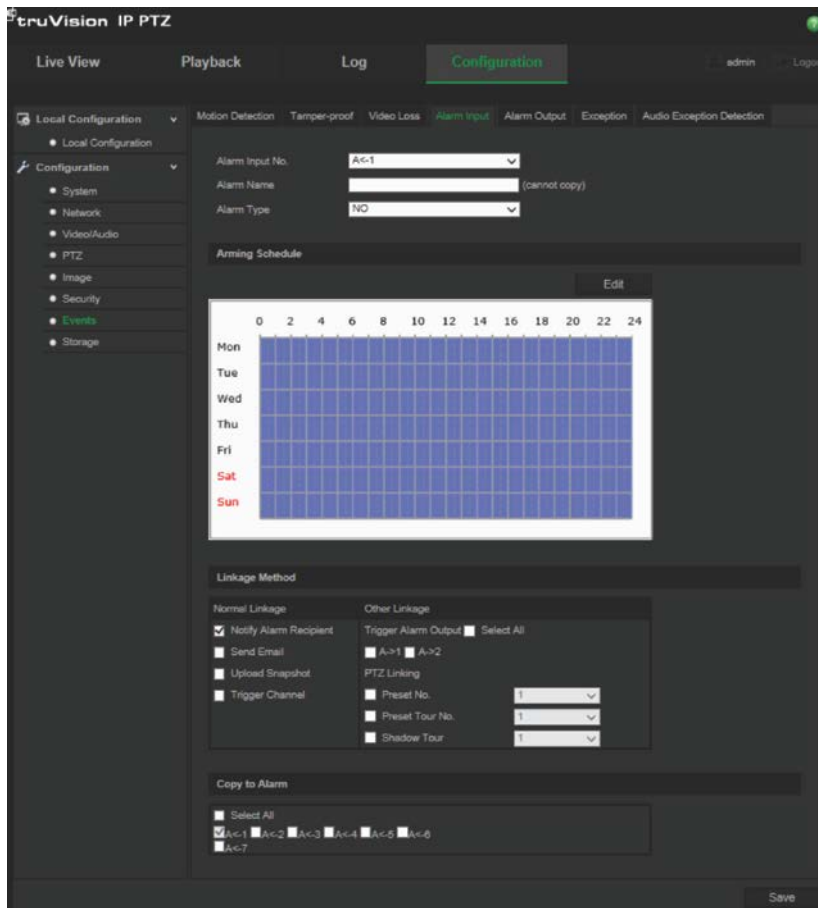 truVision IP PTZ
Live View Playback Log Configuration admin Logo
Local Configuration
Local Configuration
Configuration
System
Network
Video/Audio
PTZ
Image
Security
Events
Storage
Motion Detection Tamper-proof Video Loss Alarm Input Alarm Output Exception Audio Exception Detection
Alarm Input No. A<-1
Alarm Name (cannot copy)
Alarm Type NO
Arming Schedule
Edit
0 2 4 6 8 10 12 14 16 18 20 22 24
Mon
Tue
Wed
Thu
Fri
Sat
Sun
Linkage Method
Normal Linkage Other Linkage
Notify Alarm Recipient Trigger Alarm Output Select All
Send Email A->1 A->2
Upload Snapshot PTZ Linking
Trigger Channel Preset No. 1
Preset Tour No. 1
Shadow Tour 1
Copy to Alarm
Select All
A<-1 A<-2 A<-3 A<-4 A<-5 A<-6
A<-7
Save